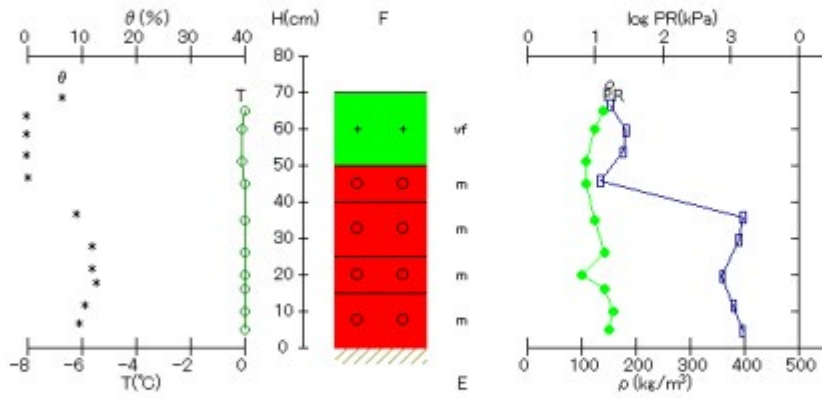 θ (%) H(cm) F log PR(kPa)
0 10 20 30 40 0 1 2 3 0
80
θ T 70 ρ PR
60 vf
50
m
40
30 m
20 m
10 m
0
−8 −6 −4 −2 0 0 100 200 300 400 500
T(℃) E ρ (kg/m³)